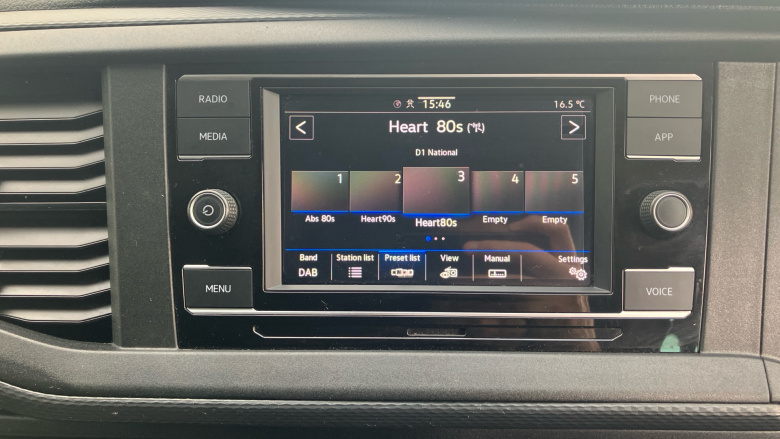 RADIO
MEDIA
MENU
15:46
16.5 °C
<
Heart 80s
>
D1 National
1
2
3
4
5
Abs 80s
Heart90s
Heart80s
Empty
Empty
Band
DAB
Station list
Preset list
View
Manual
Settings
PHONE
APP
VOICE